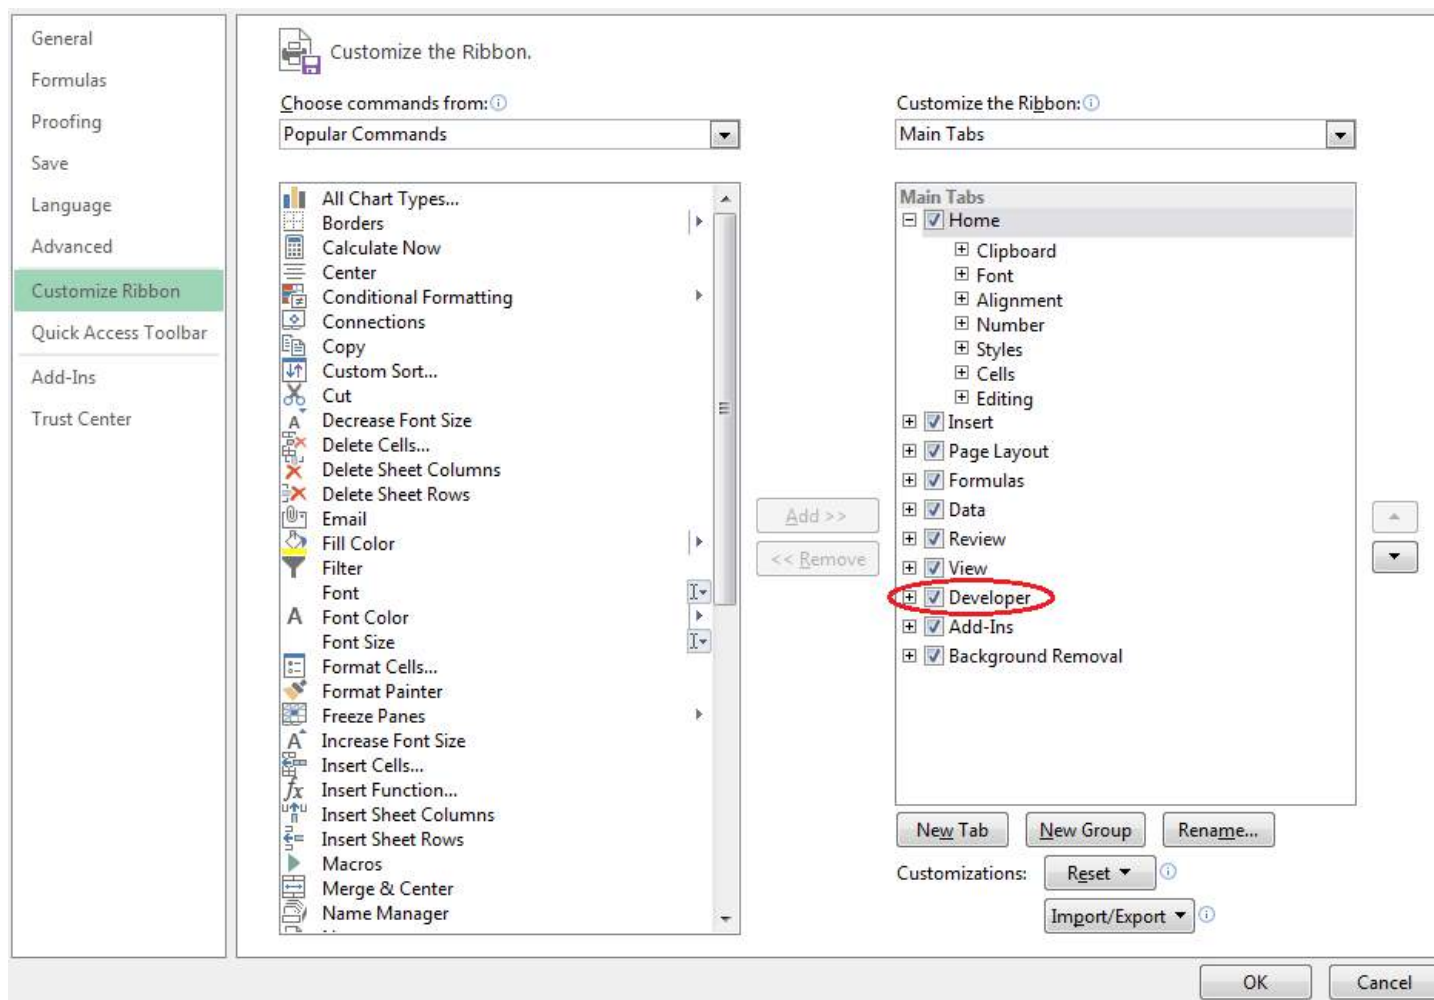 General
Formulas
Proofing
Save
Language
Advanced
Customize Ribbon
Quick Access Toolbar
Add-Ins
Trust Center
Customize the Ribbon.
Choose commands from:
Popular Commands
All Chart Types...
Borders
Calculate Now
Center
Conditional Formatting
Connections
Copy
Custom Sort...
Cut
Decrease Font Size
Delete Cells...
Delete Sheet Columns
Delete Sheet Rows
Email
Fill Color
Filter
Font
Font Color
Font Size
Format Cells...
Format Painter
Freeze Panes
Increase Font Size
Insert Cells...
Insert Function...
Insert Sheet Columns
Insert Sheet Rows
Macros
Merge & Center
Name Manager
Add >>
<< Remove
Customize the Ribbon:
Main Tabs
Main Tabs
Home
Clipboard
Font
Alignment
Number
Styles
Cells
Editing
Insert
Page Layout
Formulas
Data
Review
View
Developer
Add-Ins
Background Removal
New Tab
New Group
Rename...
Customizations:
Reset
Import/Export
OK
Cancel